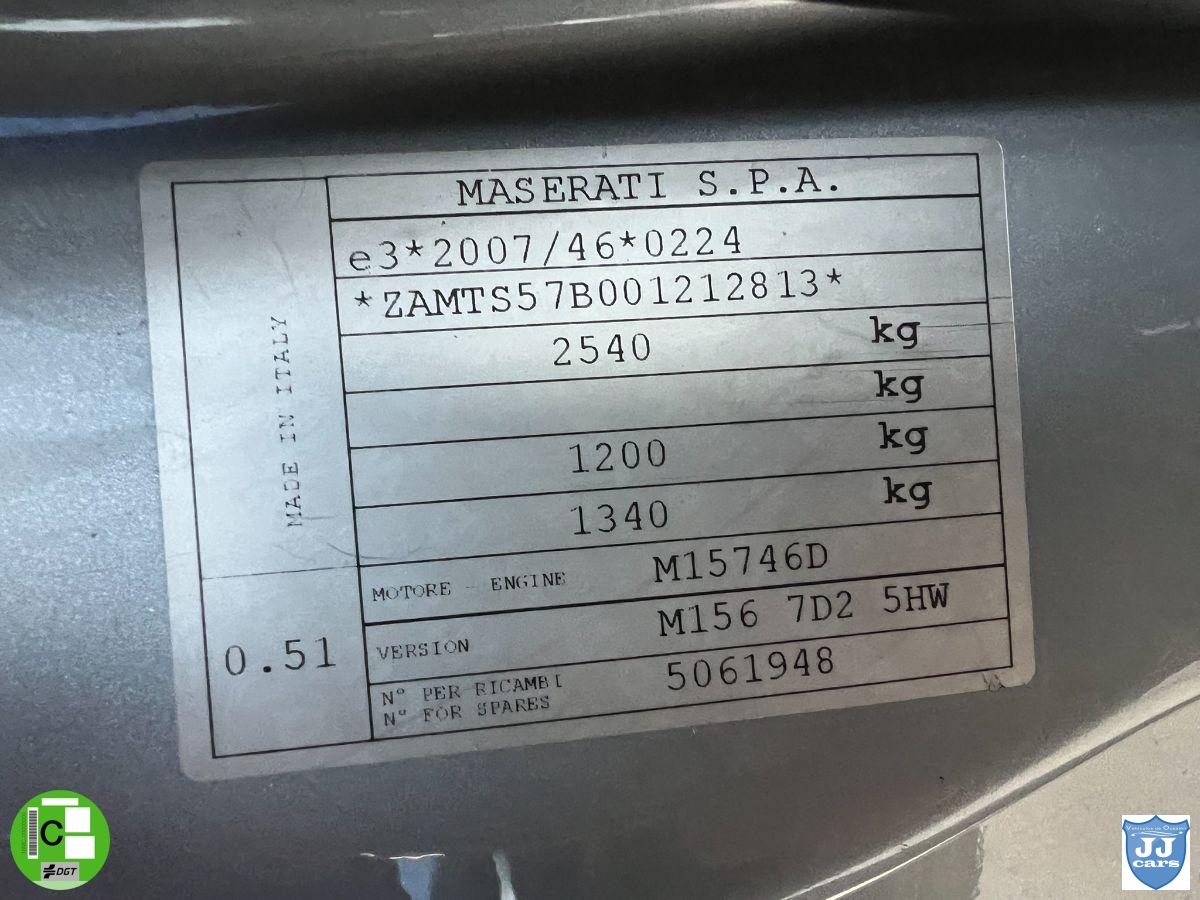 MASERATI S.P.A.
e3*2007/46*0224
*ZAMTS57B001212813*
2540 kg
kg
1200 kg
1340 kg
MOTORE - ENGINE M15746D
VERSION M156 7D2 5HW
N° PER RICAMBI
N° FOR SPARES 5061948
MADE IN ITALY
0.51
C
DGT
JJ
cars